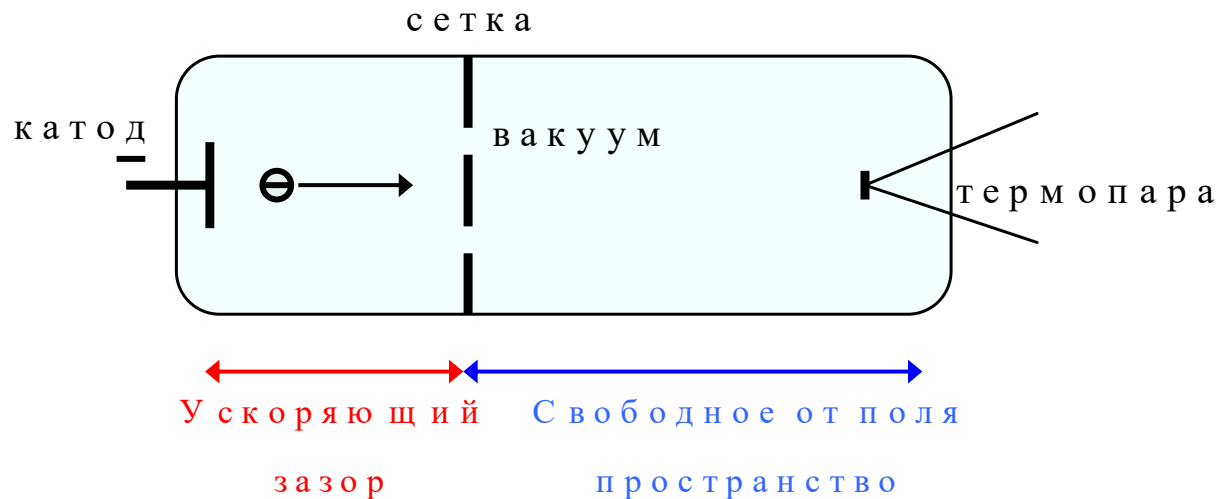 сетка
катод
вакуум
термопара
Ускоряющий
зазор
Свободное от поля
пространство